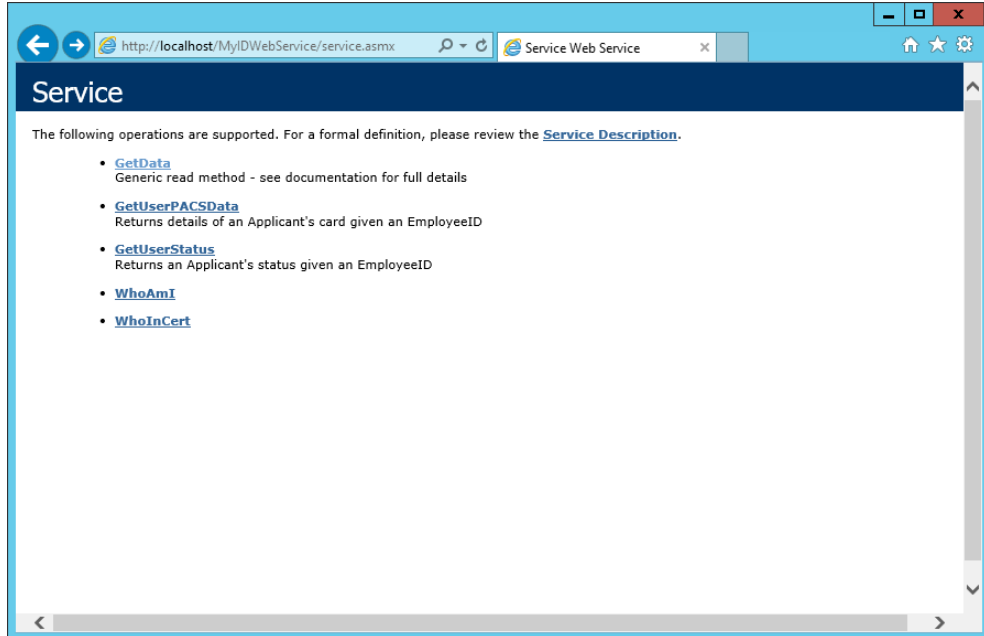 http://localhost/MyIDWebService/service.asmx
Service Web Service
Service
The following operations are supported. For a formal definition, please review the Service Description.
• GetData
Generic read method - see documentation for full details
• GetUserPACSData
Returns details of an Applicant's card given an EmployeeID
• GetUserStatus
Returns an Applicant's status given an EmployeeID
• WhoAmI
• WhoInCert